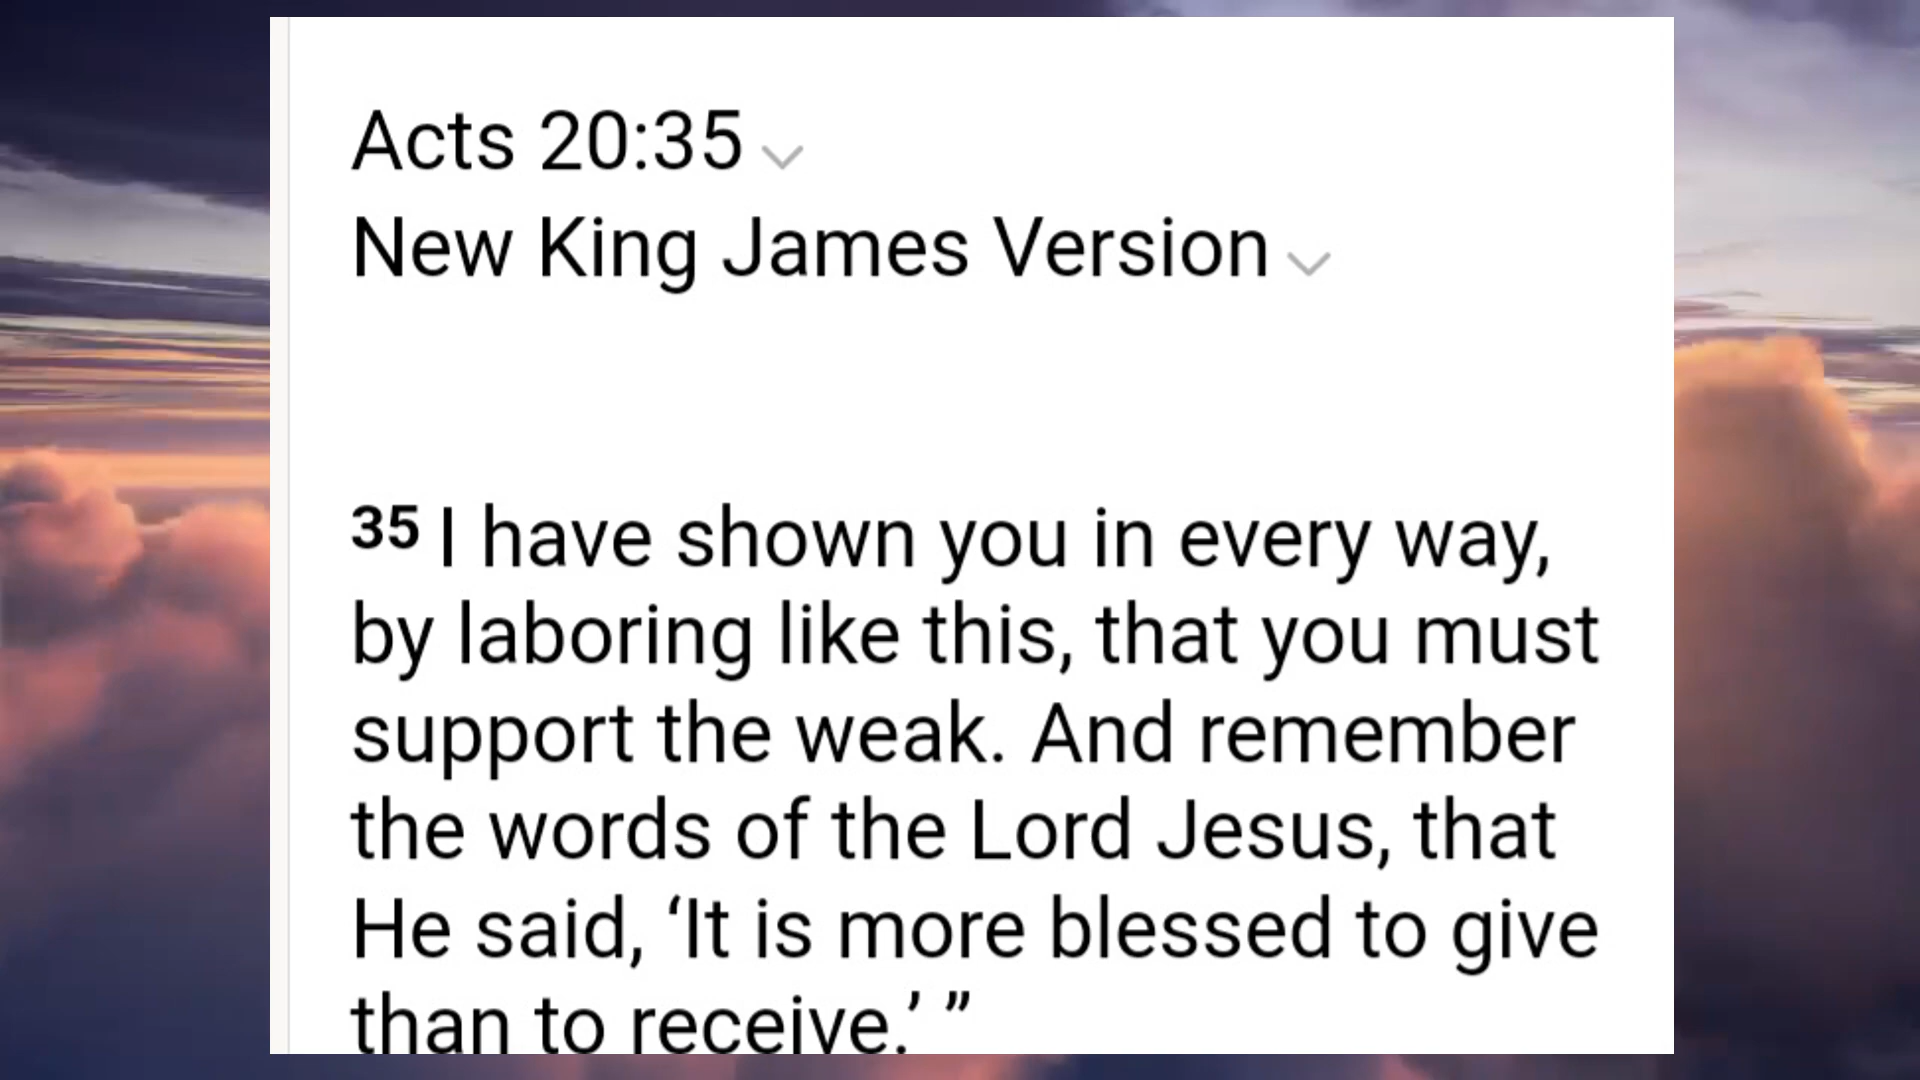 Acts 20:35
New King James Version
35 I have shown you in every way,
by laboring like this, that you must
support the weak. And remember
the words of the Lord Jesus, that
He said, ‘It is more blessed to give
than to receive.’ ”